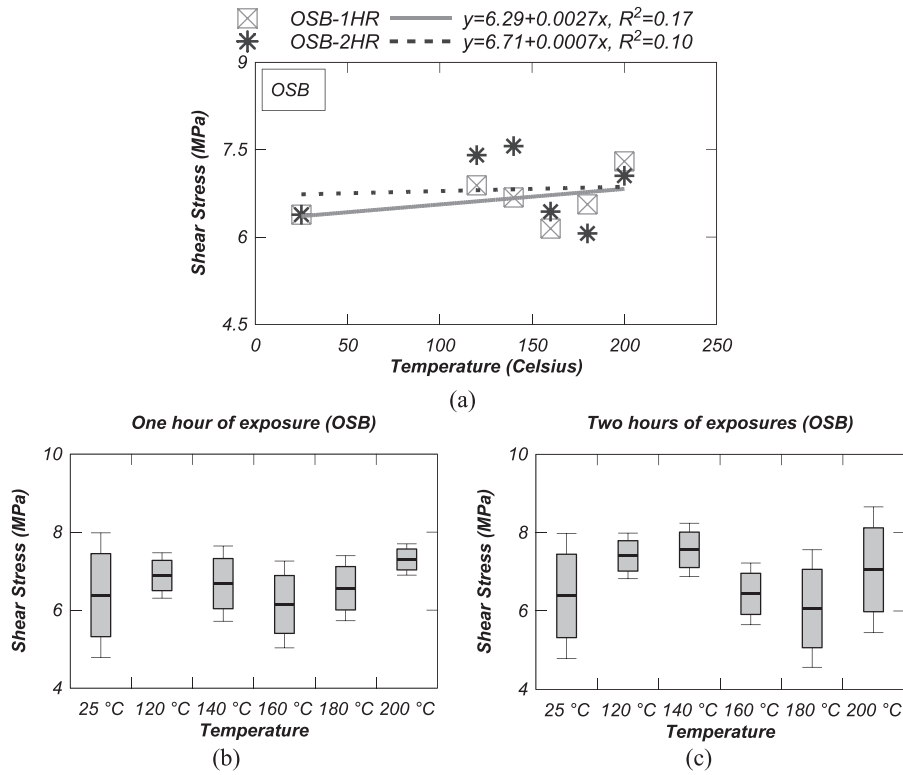 OSB-1HR y=6.29+0.0027x, R²=0.17
OSB-2HR y=6.71+0.0007x, R²=0.10
9
OSB
7.5
6
4.5
Shear Stress (MPa)
0 50 100 150 200 250
Temperature (Celsius)
(a)
One hour of exposure (OSB)
10
8
6
4
Shear Stress (MPa)
25 °C 120 °C 140 °C 160 °C 180 °C 200 °C
Temperature
(b)
Two hours of exposures (OSB)
10
8
6
4
Shear Stress (MPa)
25 °C 120 °C 140 °C 160 °C 180 °C 200 °C
Temperature
(c)